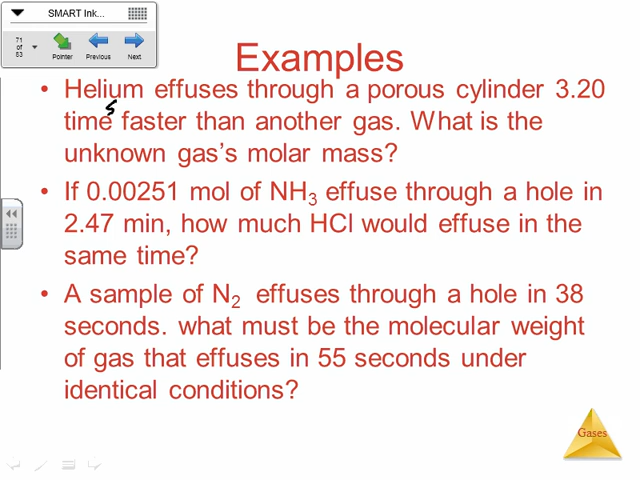 SMART Ink...
71
of
83
Pointer
Previous
Next
Examples
• Helium effuses through a porous cylinder 3.20
times faster than another gas. What is the
unknown gas's molar mass?
• If 0.00251 mol of NH₃ effuse through a hole in
2.47 min, how much HCl would effuse in the
same time?
• A sample of N₂ effuses through a hole in 38
seconds. what must be the molecular weight
of gas that effuses in 55 seconds under
identical conditions?
Gases